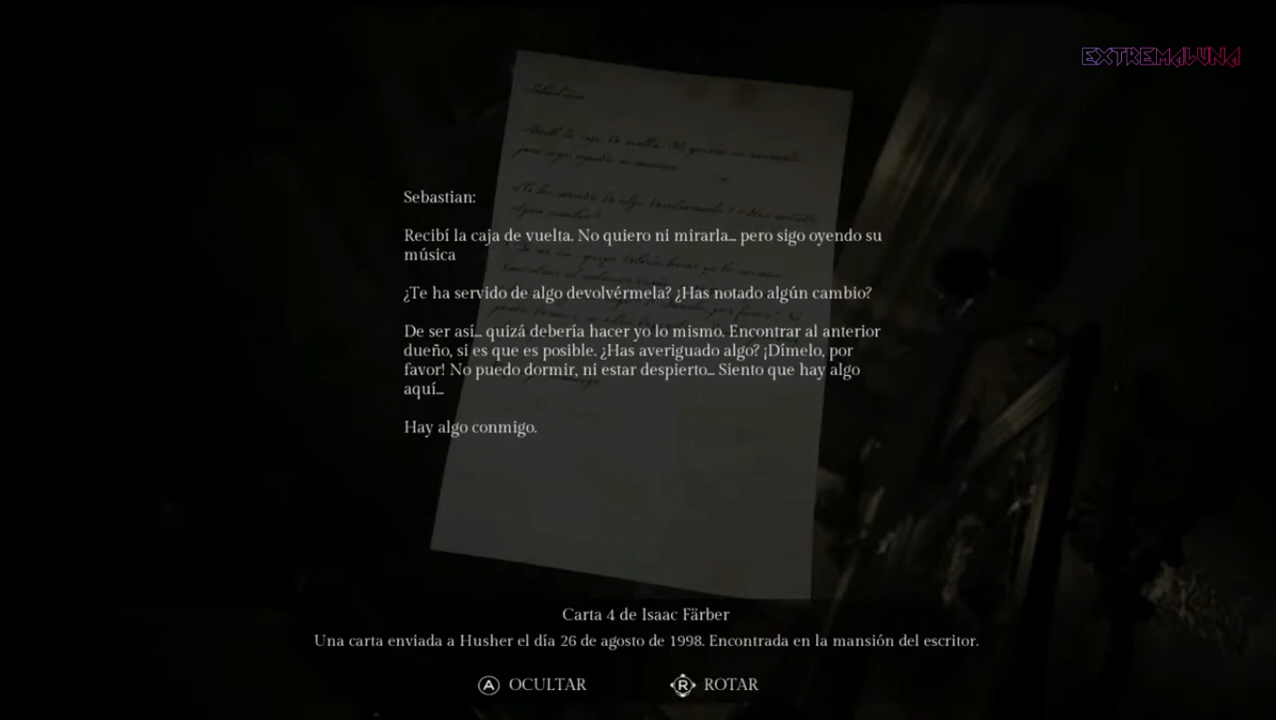 EXTREMALUNA
Sebastian:
Recibí la caja de vuelta. No quiero ni mirarla... pero sigo oyendo su
música
¿Te ha servido de algo devolvérmela? ¿Has notado algún cambio?
De ser así... quizá debería hacer yo lo mismo. Encontrar al anterior
dueño, si es que es posible. ¿Has averiguado algo? ¡Dímelo, por
favor! No puedo dormir, ni estar despierto... Siento que hay algo
aquí...
Hay algo conmigo.
Carta 4 de Isaac Färber
Una carta enviada a Husher el día 26 de agosto de 1998. Encontrada en la mansión del escritor.
A OCULTAR R ROTAR